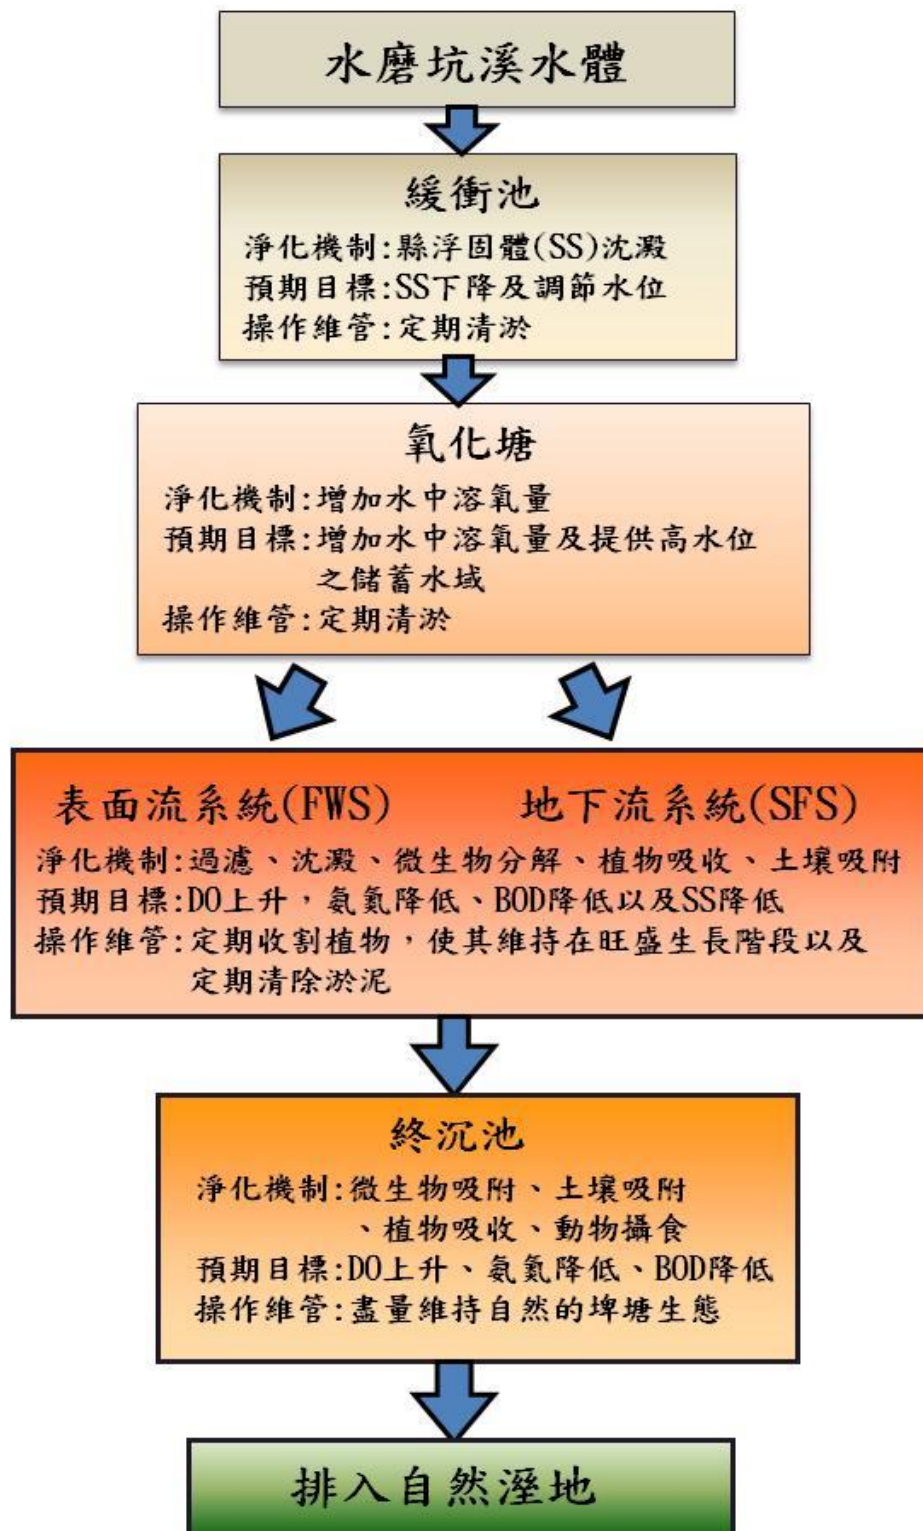 水磨坑溪水體
緩衝池
淨化機制:縣浮固體(SS)沈澱
預期目標:SS下降及調節水位
操作維管:定期清淤
氧化塘
淨化機制:增加水中溶氧量
預期目標:增加水中溶氧量及提供高水位
之儲蓄水域
操作維管:定期清淤
表面流系統(FWS) 地下流系統(SFS)
淨化機制:過濾、沈澱、微生物分解、植物吸收、土壤吸附
預期目標:DO上升,氨氮降低、BOD降低以及SS降低
操作維管:定期收割植物,使其維持在旺盛生長階段以及
定期清除淤泥
終沉池
淨化機制:微生物吸附、土壤吸附
、植物吸收、動物攝食
預期目標:DO上升、氨氮降低、BOD降低
操作維管:盡量維持自然的埤塘生態
排入自然溼地